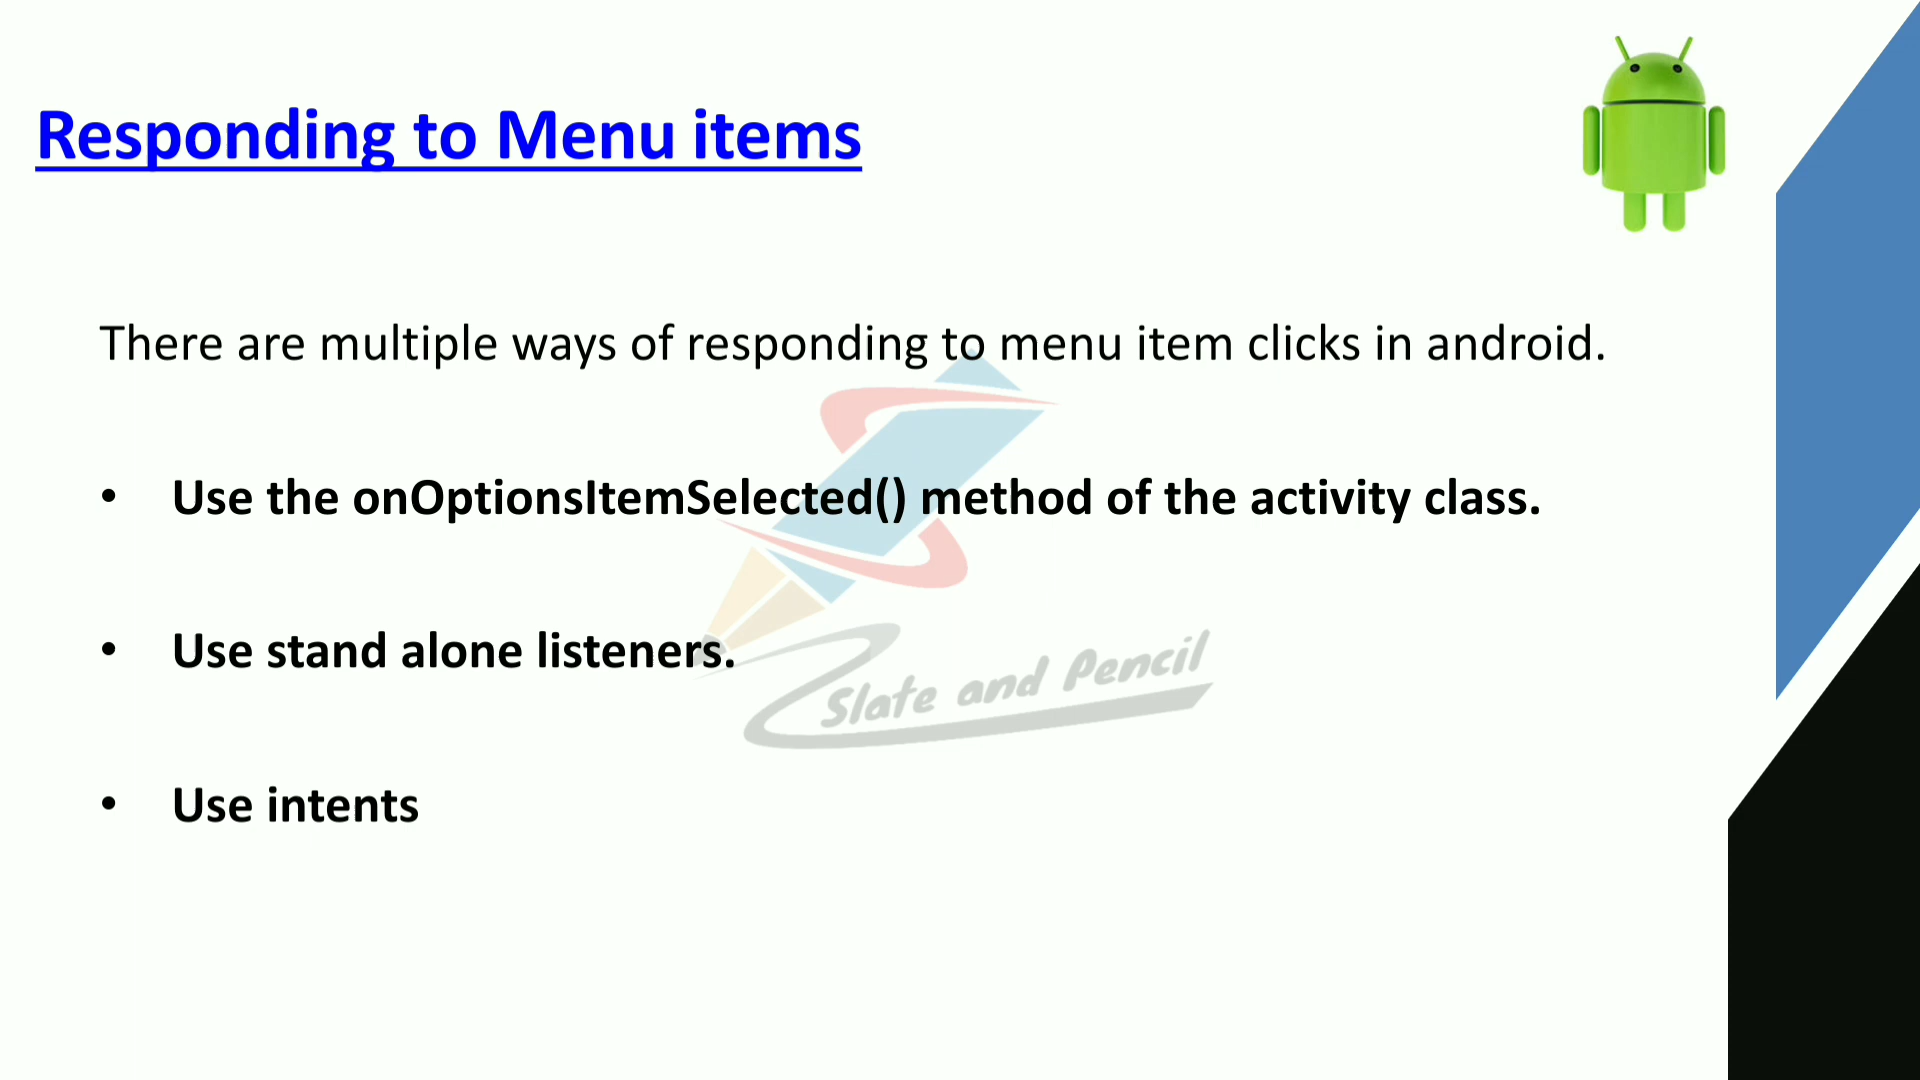 Responding to Menu items
There are multiple ways of responding to menu item clicks in android.
• Use the onOptionsItemSelected() method of the activity class.
• Use stand alone listeners.
Slate and Pencil
• Use intents